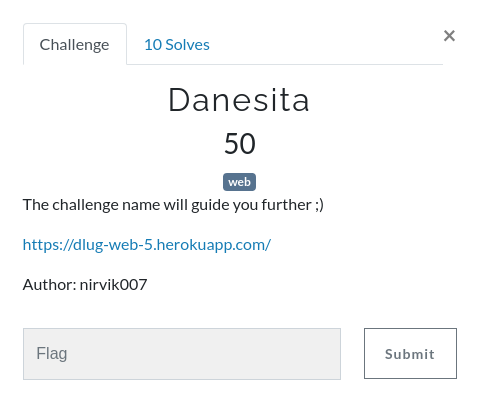 Challenge
10 Solves
×
Danesita
50
web
The challenge name will guide you further ;)
https://dlug-web-5.herokuapp.com/
Author: nirvik007
Flag
Submit